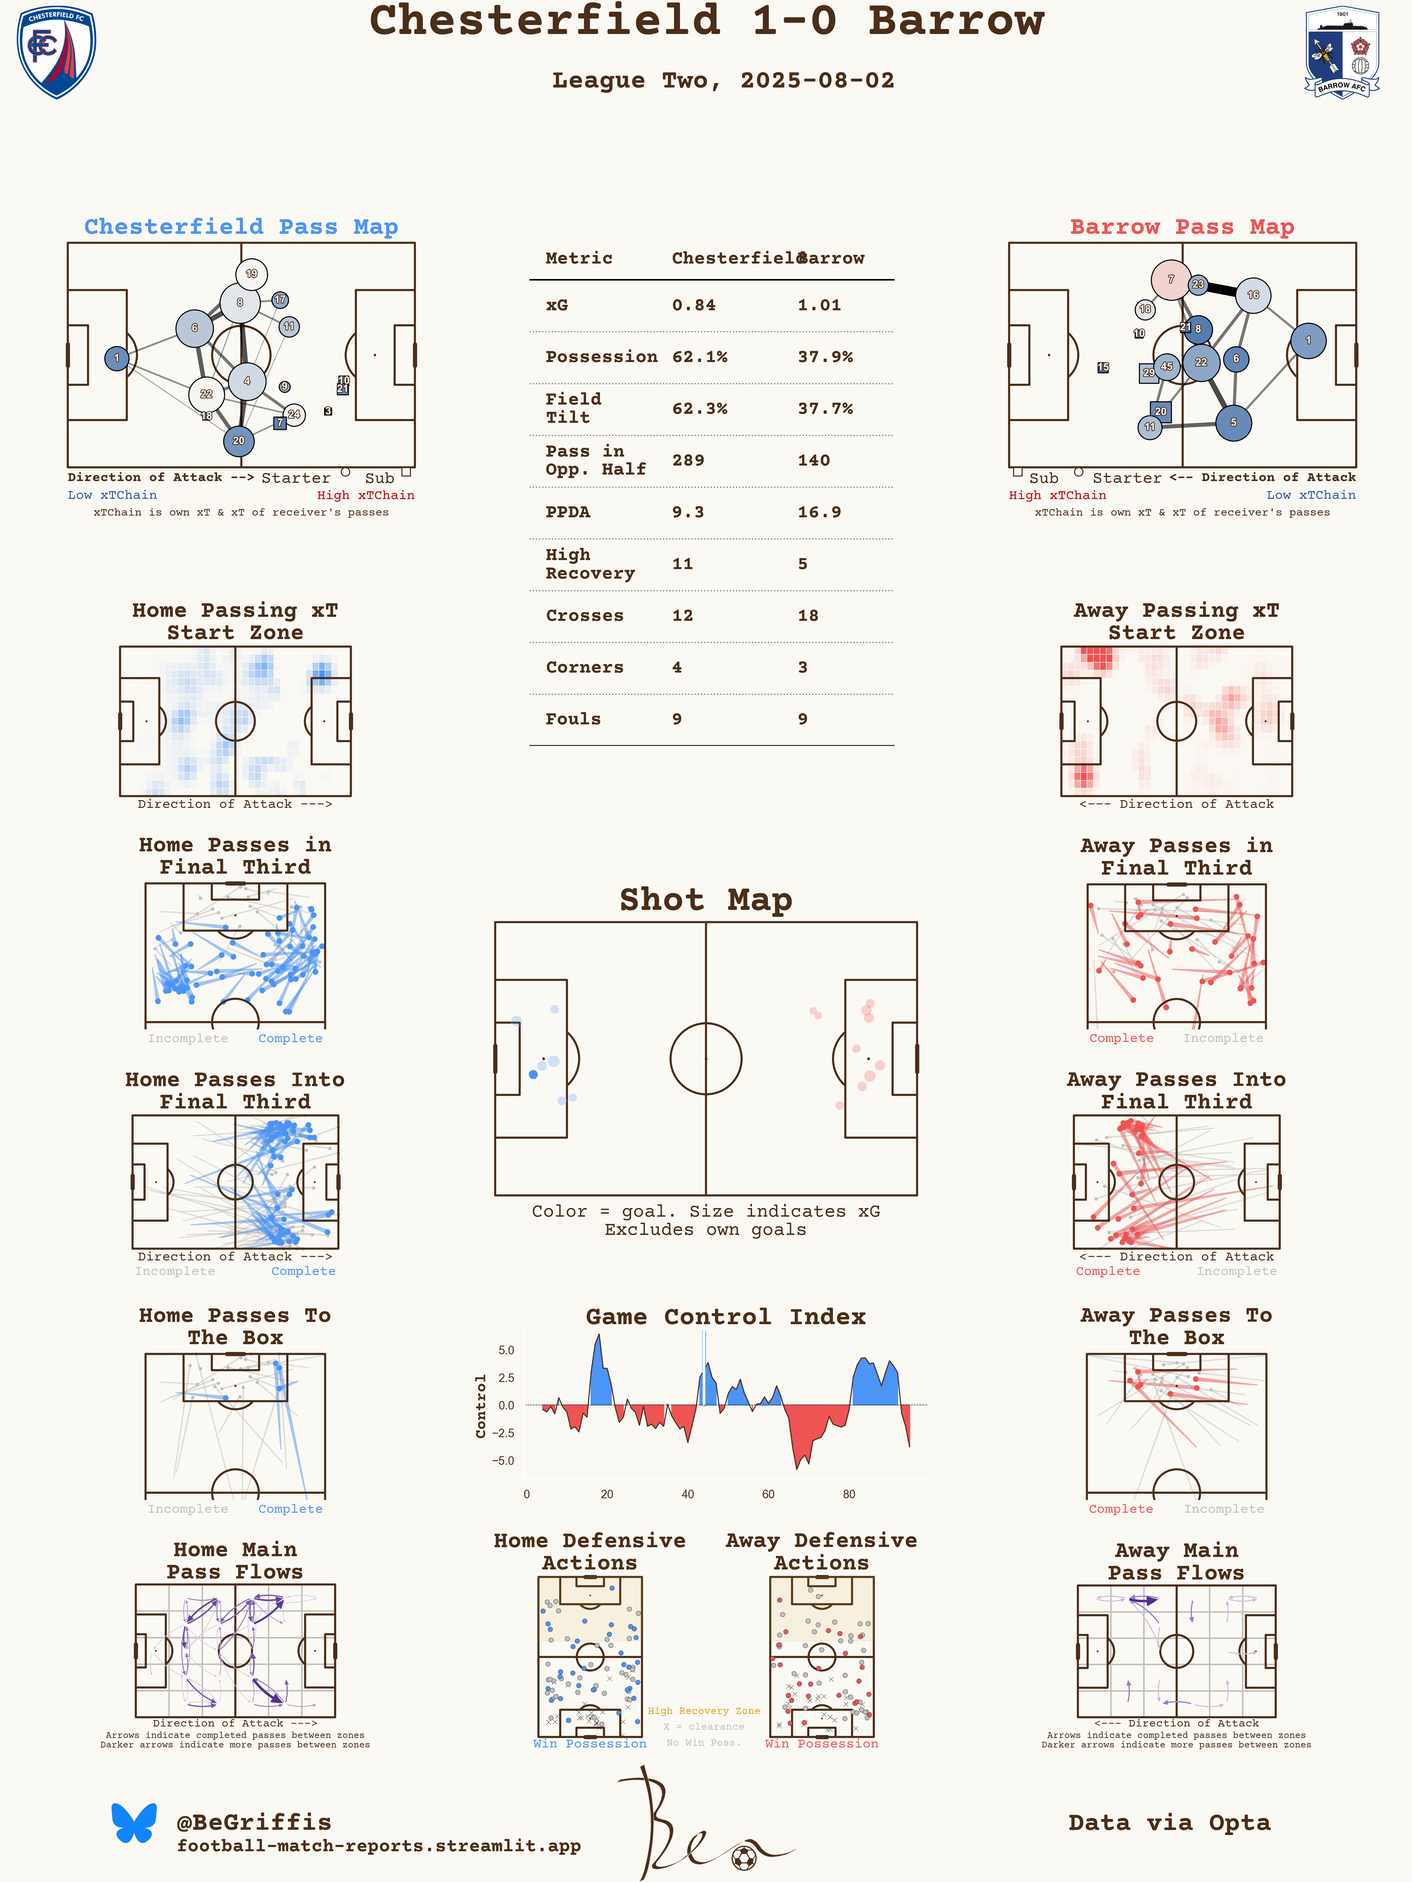 Chesterfield 1-0 Barrow
League Two, 2025-08-02
CHESTERFIELD FC
1901
BARROW AFC
Chesterfield Pass Map
19
8
17
11
6
1
4
9
10
21
22
18
24
3
7
20
Direction of Attack --> Starter Sub
Low xTChain High xTChain
xTChain is own xT & xT of receiver's passes
Metric Chesterfield Barrow
xG 0.84 1.01
Possession 62.1% 37.9%
Field
Tilt 62.3% 37.7%
Pass in
Opp. Half 289 140
PPDA 9.3 16.9
High
Recovery 11 5
Crosses 12 18
Corners 4 3
Fouls 9 9
Barrow Pass Map
7
23
16
18
10
21
8
1
15
29
45
22
6
20
11
5
Sub Starter <-- Direction of Attack
High xTChain Low xTChain
xTChain is own xT & xT of receiver's passes
Home Passing xT
Start Zone
Direction of Attack --->
Away Passing xT
Start Zone
<--- Direction of Attack
Home Passes in
Final Third
Incomplete Complete
Away Passes in
Final Third
Complete Incomplete
Shot Map
Color = goal. Size indicates xG
Excludes own goals
Home Passes Into
Final Third
Direction of Attack --->
Incomplete Complete
Away Passes Into
Final Third
<--- Direction of Attack
Complete Incomplete
Home Passes To
The Box
Incomplete Complete
Game Control Index
Control
5.0
2.5
0.0
−2.5
−5.0
0 20 40 60 80
Away Passes To
The Box
Complete Incomplete
Home Main
Pass Flows
Direction of Attack --->
Arrows indicate completed passes between zones
Darker arrows indicate more passes between zones
Home Defensive
Actions
Win Possession
High Recovery Zone
X = clearance
No Win Poss.
Away Defensive
Actions
Win Possession
Away Main
Pass Flows
<--- Direction of Attack
Arrows indicate completed passes between zones
Darker arrows indicate more passes between zones
@BeGriffis
football-match-reports.streamlit.app
Ben
Data via Opta